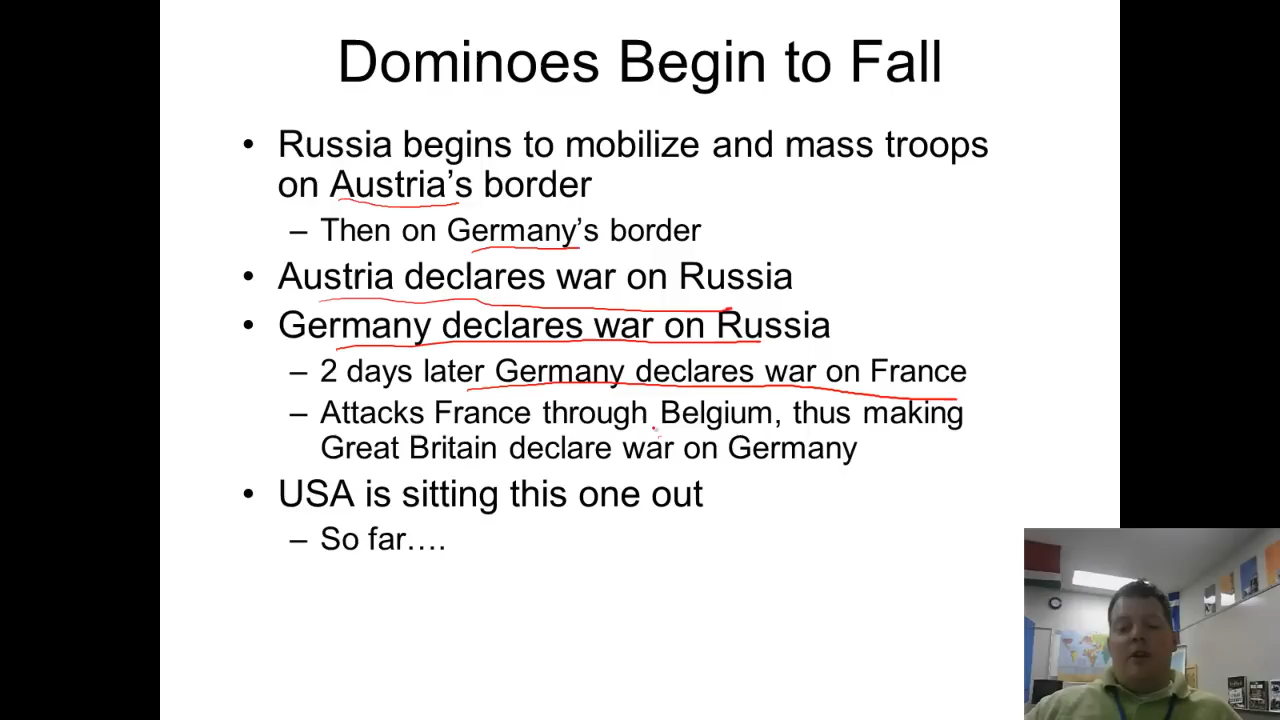 Dominoes Begin to Fall
• Russia begins to mobilize and mass troops
on Austria's border
– Then on Germany's border
• Austria declares war on Russia
• Germany declares war on Russia
– 2 days later Germany declares war on France
– Attacks France through Belgium, thus making
Great Britain declare war on Germany
• USA is sitting this one out
– So far….